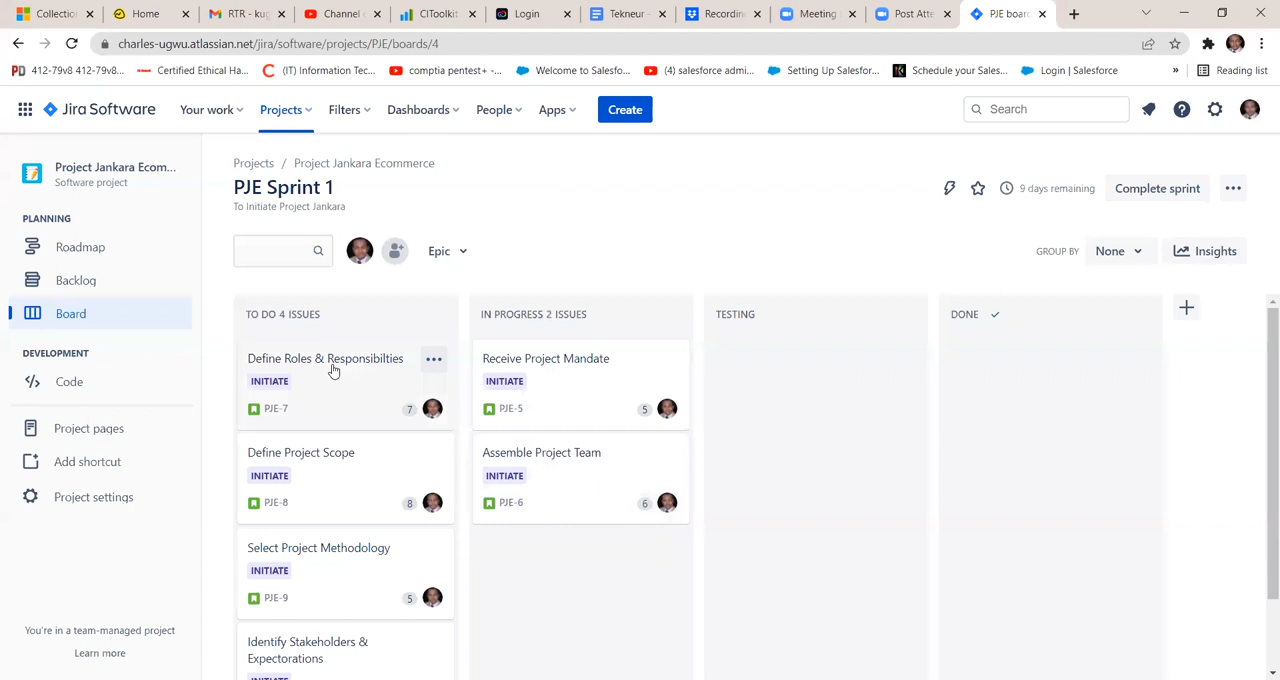 Collection
Home
RTR - kug
Channel
CIToolkit
Login
Tekneur -
Recordin
Meeting
Post Atte
PJE boar
charles-ugwu.atlassian.net/jira/software/projects/PJE/boards/4
412-79v8 412-79v8...
Certified Ethical Ha...
(IT) Information Tec...
comptia pentest+ -...
Welcome to Salesfo...
(4) salesforce admi...
Setting Up Salesfor...
Schedule your Sales...
Login | Salesforce
»
Reading list
Jira Software
Your work
Projects
Filters
Dashboards
People
Apps
Create
Search
Project Jankara Ecom...
Software project
PLANNING
Roadmap
Backlog
Board
DEVELOPMENT
Code
Project pages
Add shortcut
Project settings
You're in a team-managed project
Learn more
Projects / Project Jankara Ecommerce
PJE Sprint 1
To Initiate Project Jankara
9 days remaining
Complete sprint
Epic
GROUP BY
None
Insights
TO DO 4 ISSUES
Define Roles & Responsibilties
INITIATE
PJE-7
7
Define Project Scope
INITIATE
PJE-8
8
Select Project Methodology
INITIATE
PJE-9
5
Identify Stakeholders &
Expectorations
IN PROGRESS 2 ISSUES
Receive Project Mandate
INITIATE
PJE-5
5
Assemble Project Team
INITIATE
PJE-6
6
TESTING
DONE